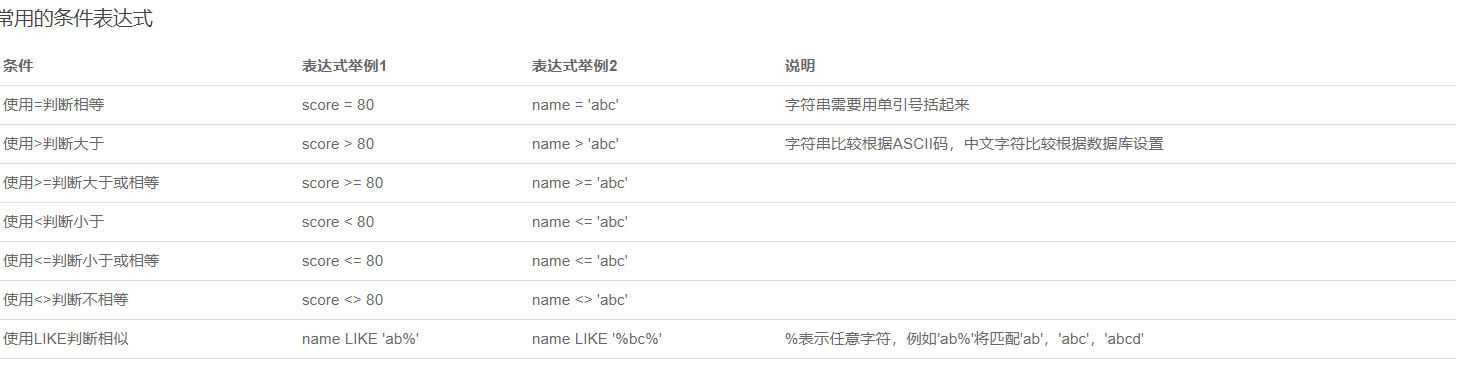 常用的条件表达式
条件 表达式举例1 表达式举例2 说明
使用=判断相等 score = 80 name = 'abc' 字符串需要用单引号括起来
使用>判断大于 score > 80 name > 'abc' 字符串比较根据ASCII码，中文字符比较根据数据库设置
使用>=判断大于或相等 score >= 80 name >= 'abc'
使用<判断小于 score < 80 name <= 'abc'
使用<=判断小于或相等 score <= 80 name <= 'abc'
使用<>判断不相等 score <> 80 name <> 'abc'
使用LIKE判断相似 name LIKE 'ab%' name LIKE '%bc%' %表示任意字符，例如'ab%'将匹配'ab'，'abc'，'abcd'